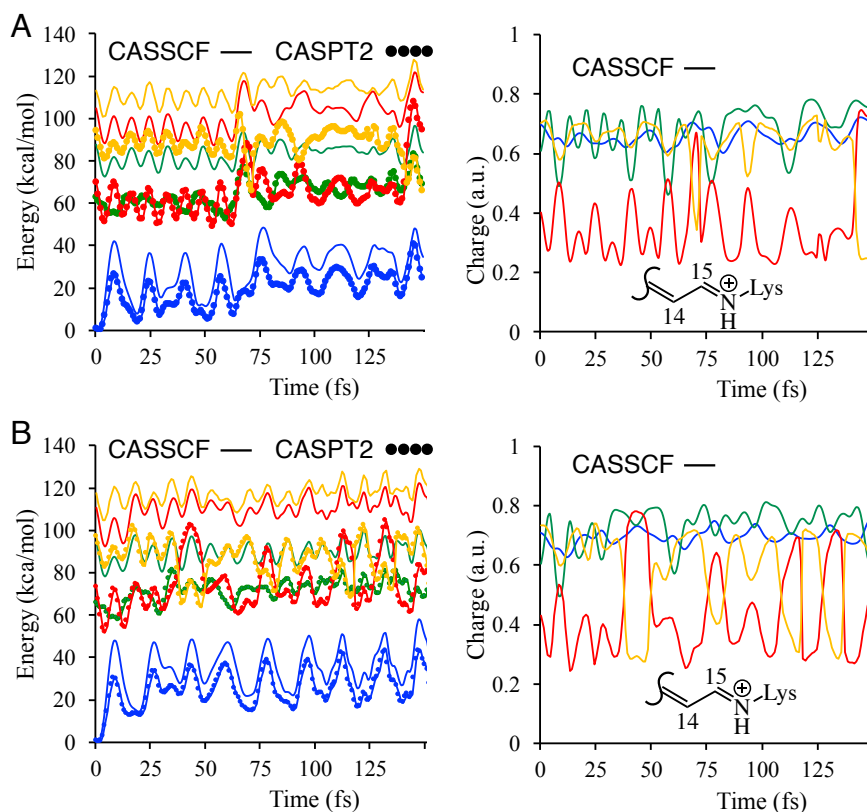 A
CASSCF — CASPT2
Energy (kcal/mol)
140
120
100
80
60
40
20
0
0 25 50 75 100 125
Time (fs)
CASSCF —
Charge (a.u.)
1
0.8
0.6
0.4
0.2
0
0 25 50 75 100 125
Time (fs)
15
14
N
H
+
Lys
B
CASSCF — CASPT2
Energy (kca/mol)
140
120
100
80
60
40
20
0
0 25 50 75 100 125
Time (fs)
CASSCF —
Charge (a.u.)
1
0.8
0.6
0.4
0.2
0
0 25 50 75 100 125
Time (fs)
15
14
N
H
+
Lys